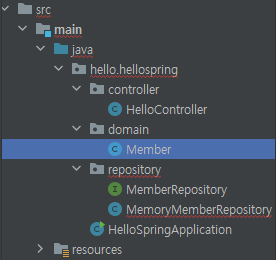 src
main
java
hello.hellospring
controller
HelloController
domain
Member
repository
MemberRepository
MemoryMemberRepository
HelloSpringApplication
resources